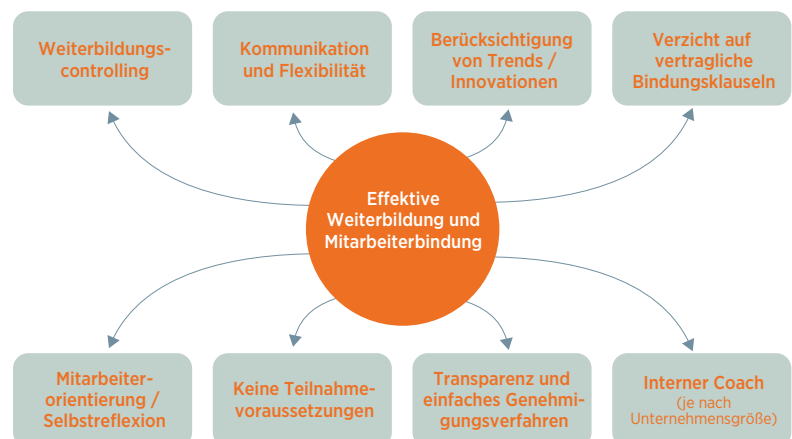 Weiterbildungs-
controlling
Kommunikation
und Flexibilität
Berücksichtigung
von Trends /
Innovationen
Verzicht auf
vertragliche
Bindungsklauseln
Effektive
Weiterbildung und
Mitarbeiterbindung
Mitarbeiter-
orientierung /
Selbstreflexion
Keine Teilnahme-
voraussetzungen
Transparenz und
einfaches Genehmi-
gungsverfahren
Interner Coach
(je nach
Unternehmensgröße)